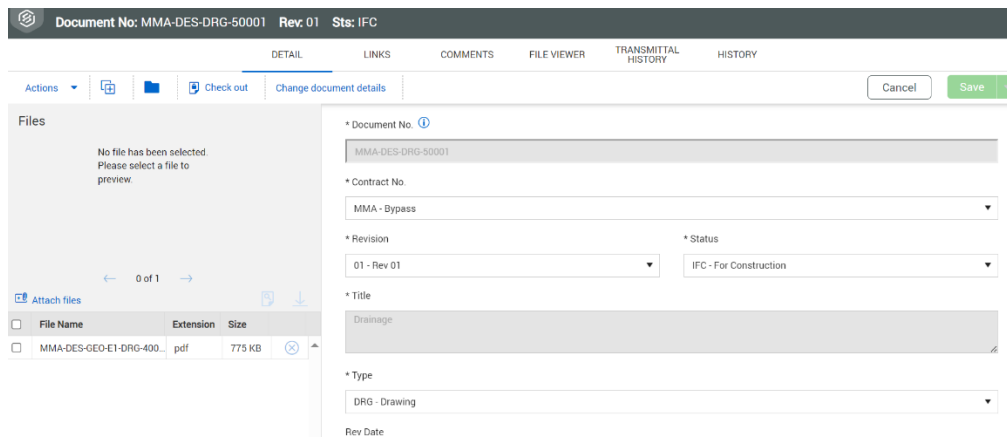 Document No: MMA-DES-DRG-50001 Rev: 01 Sts: IFC
DETAIL LINKS COMMENTS FILE VIEWER TRANSMITTAL HISTORY HISTORY
Actions Check out Change document details Cancel Save
Files
No file has been selected.
Please select a file to
preview.
0 of 1
Attach files
File Name Extension Size
MMA-DES-GEO-E1-DRG-400... pdf 775 KB
* Document No.
MMA-DES-DRG-50001
* Contract No.
MMA - Bypass
* Revision * Status
01 - Rev 01 IFC - For Construction
* Title
Drainage
* Type
DRG - Drawing
Rev Date